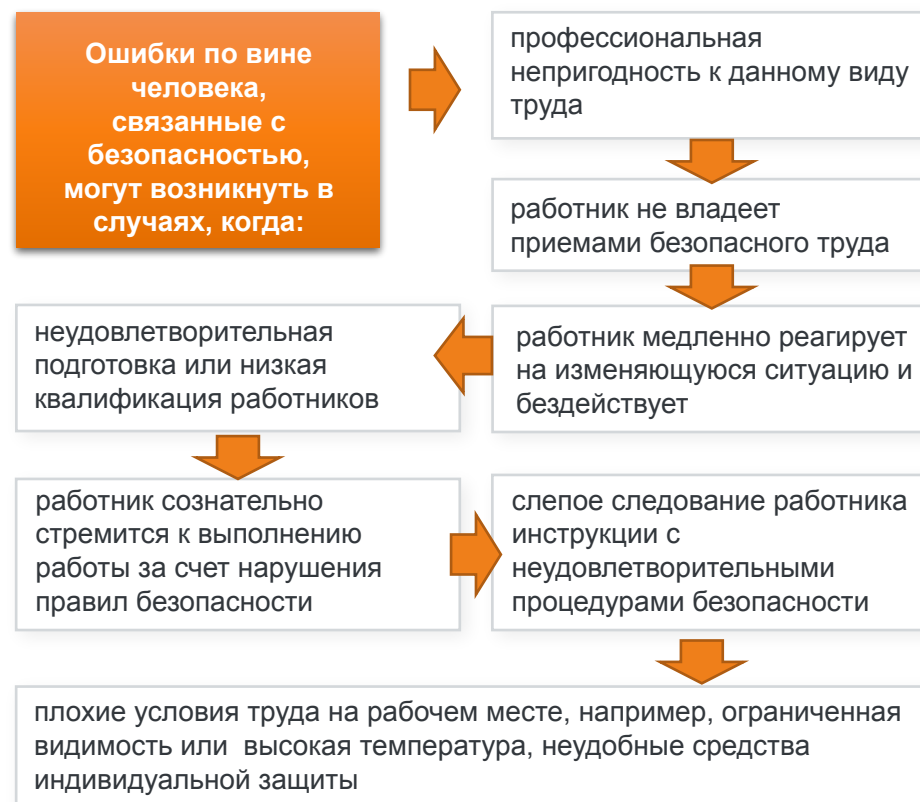 Ошибки по вине
человека,
связанные с
безопасностью,
могут возникнуть в
случаях, когда:
профессиональная
непригодность к данному виду
труда
работник не владеет
приемами безопасного труда
работник медленно реагирует
на изменяющуюся ситуацию и
бездействует
неудовлетворительная
подготовка или низкая
квалификация работников
работник сознательно
стремится к выполнению
работы за счет нарушения
правил безопасности
слепое следование работника
инструкции с
неудовлетворительными
процедурами безопасности
плохие условия труда на рабочем месте, например, ограниченная
видимость или высокая температура, неудобные средства
индивидуальной защиты